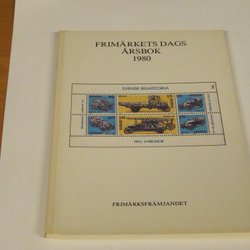 FRIMÄRKETS DAGS
ÅRSBOK
1980
SVENSK BILHISTORIA
PRIS 9 KRONOR
FRIMÄRKSFRÄMJANDET